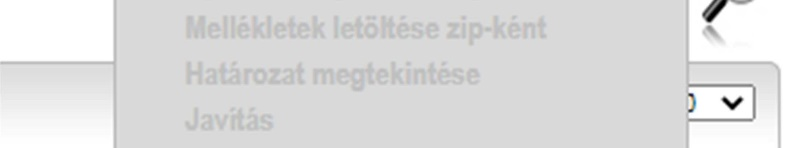 Mellékletek letöltése zip-ként
Határozat megtekintése
Javítás